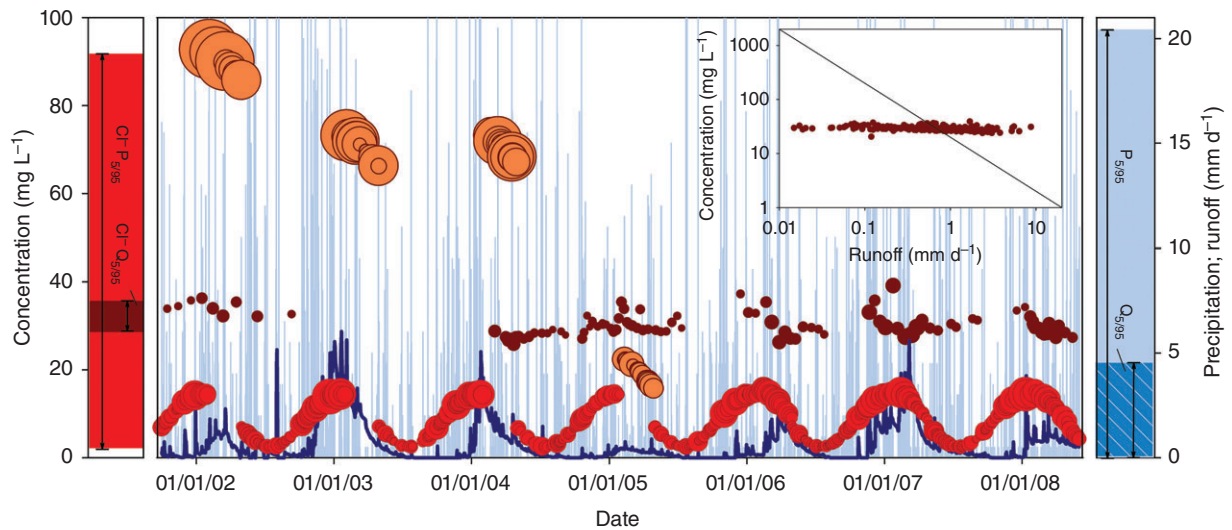 100
80
60
40
20
0
Concentration (mg L⁻¹)
Cl⁻ P₅/₉₅
Cl⁻ Q₅/₉₅
1000
100
10
1
Concentration (mg L⁻¹)
0.01
0.1
1
10
Runoff (mm d⁻¹)
P₅/₉₅
Q₅/₉₅
20
15
10
5
0
Precipitation; runoff (mm d⁻¹)
01/01/02
01/01/03
01/01/04
01/01/05
01/01/06
01/01/07
01/01/08
Date